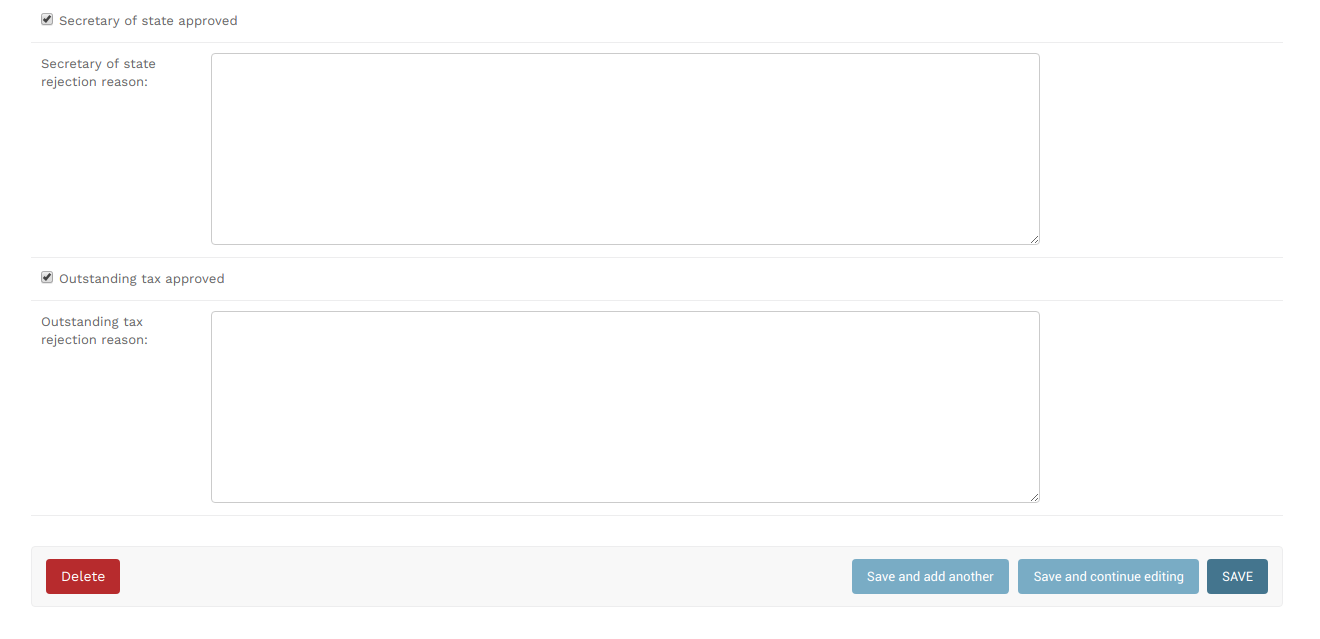 Secretary of state approved
Secretary of state
rejection reason:
Outstanding tax approved
Outstanding tax
rejection reason:
Delete
Save and add another
Save and continue editing
SAVE